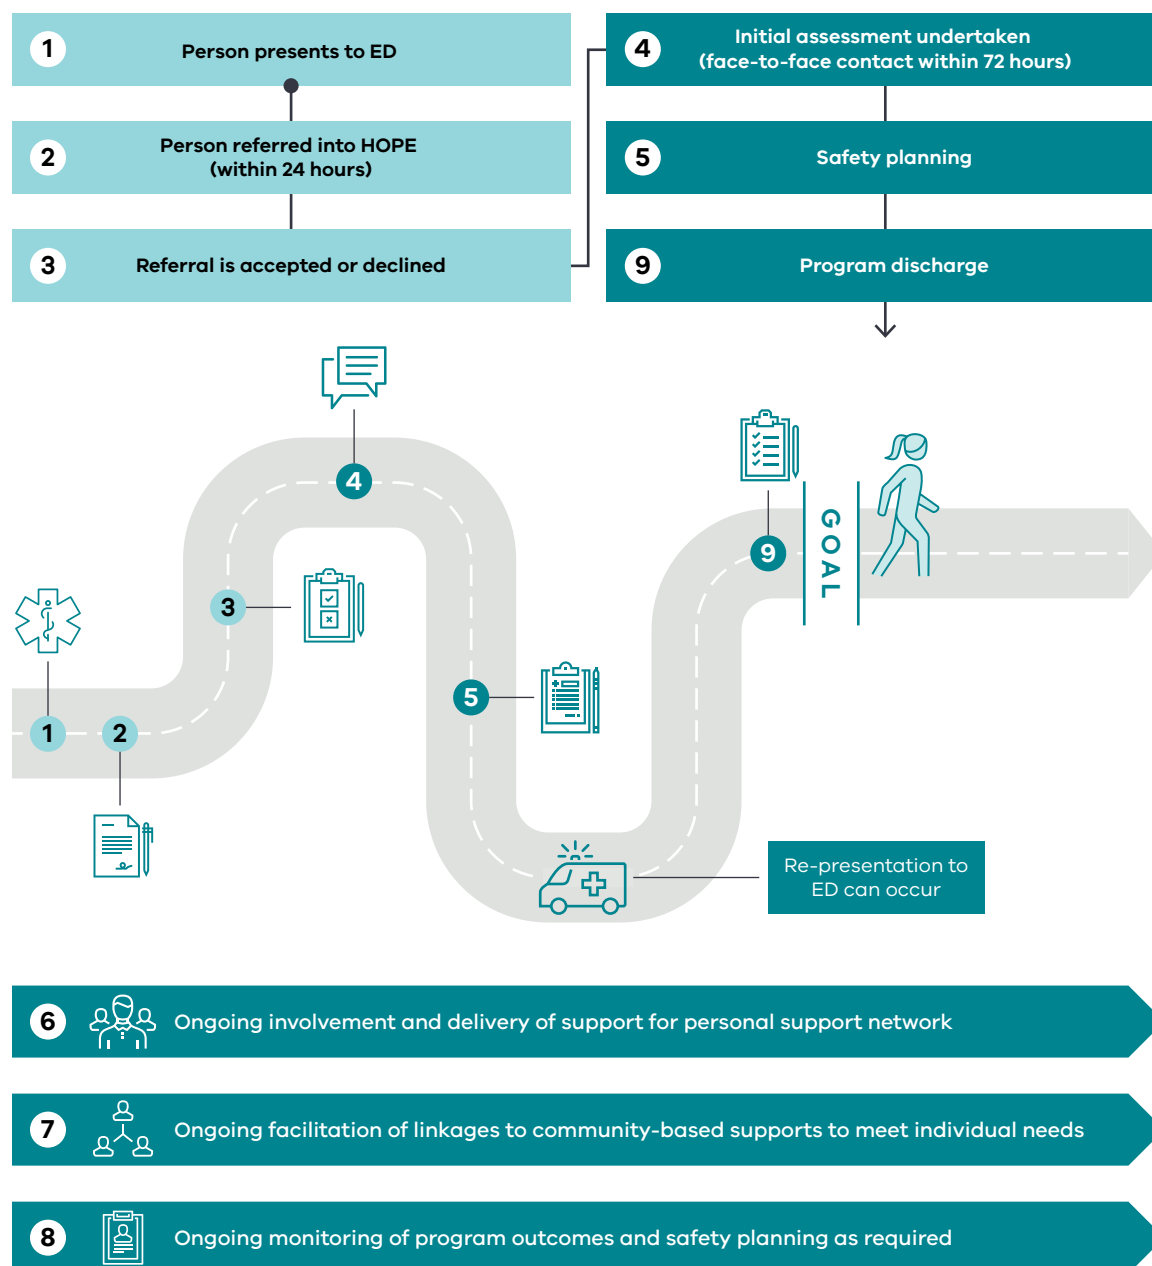 1
Person presents to ED
2
Person referred into HOPE
(within 24 hours)
3
Referral is accepted or declined
4
Initial assessment undertaken
(face-to-face contact within 72 hours)
5
Safety planning
9
Program discharge
4
9
GOAL
3
5
1
2
Re-presentation to
ED can occur
6
Ongoing involvement and delivery of support for personal support network
7
Ongoing facilitation of linkages to community-based supports to meet individual needs
8
Ongoing monitoring of program outcomes and safety planning as required